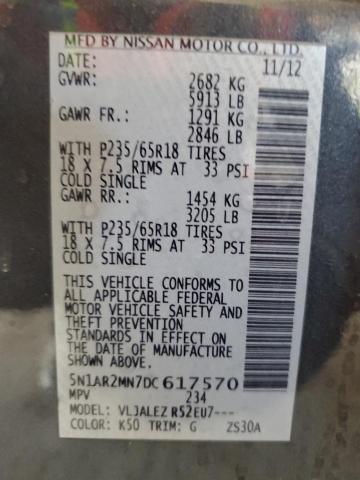 MFD BY NISSAN MOTOR CO., LTD.
DATE: 11/12
GVWR: 2682 KG
5913 LB
GAWR FR.: 1291 KG
2846 LB
WITH P235/65R18 TIRES
18 X 7.5 RIMS AT 33 PSI
COLD SINGLE
GAWR RR.: 1454 KG
3205 LB
WITH P235/65R18 TIRES
18 X 7.5 RIMS AT 33 PSI
COLD SINGLE
THIS VEHICLE CONFORMS TO
ALL APPLICABLE FEDERAL
MOTOR VEHICLE SAFETY AND
THEFT PREVENTION
STANDARDS IN EFFECT ON
THE DATE OF MANUFACTURE
SHOWN ABOVE.
5N1AR2MN7DC617570
MPV 234
MODEL: VLJALEZ R52EU7---
COLOR: K50 TRIM: G ZS30A